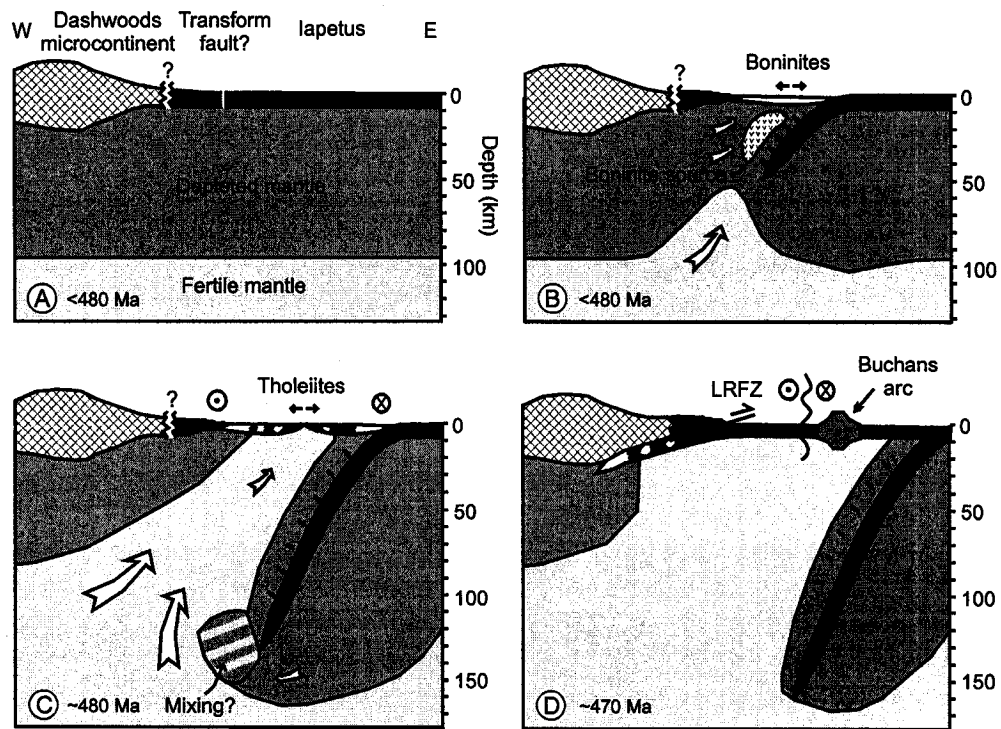 W
Dashwoods
microcontinent
Transform
fault?
Iapetus
E
?
0
50
100
Depth (km)
Depleted mantle
Fertile mantle
A <480 Ma
?
Boninites
0
50
100
Boninite source
B <480 Ma
?
Tholeiites
0
50
100
150
Mixing?
C ~480 Ma
LRFZ
Buchans
arc
0
50
100
150
D ~470 Ma